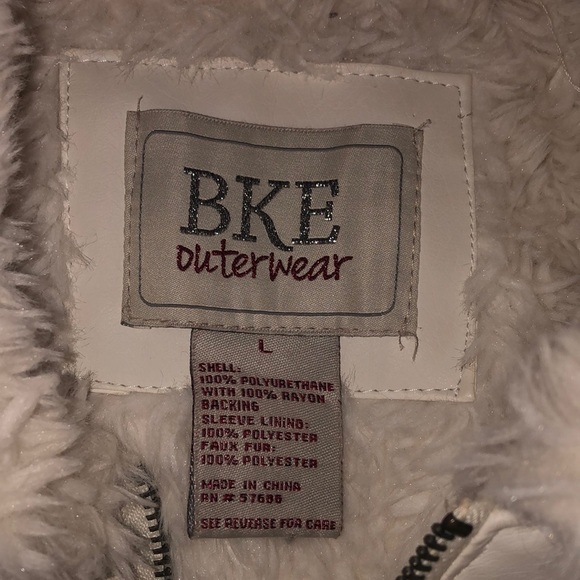 BKE
outerwear
L
SHELL:
100% POLYURETHANE
WITH 100% RAYON
BACKING
SLEEVE LINING:
100% POLYESTER
FAUX FUR:
100% POLYESTER
MADE IN CHINA
RN # 57686
SEE REVERSE FOR CARE